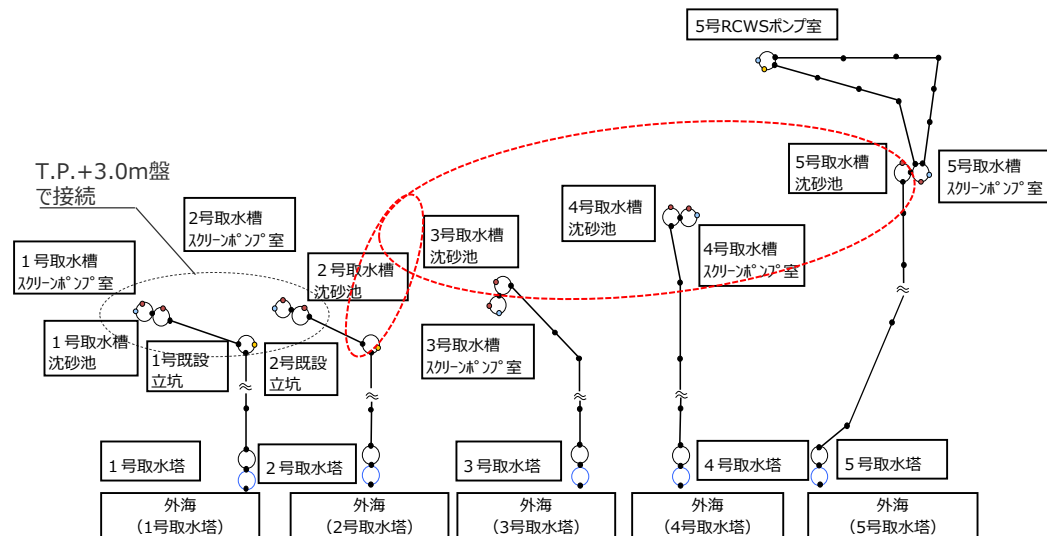 5号RCWSポンプ室
T.P.+3.0m盤
で接続
5号取水槽
沈砂池
5号取水槽
スクリーンポンプ室
2号取水槽
スクリーンポンプ室
3号取水槽
沈砂池
4号取水槽
沈砂池
4号取水槽
スクリーンポンプ室
1号取水槽
スクリーンポンプ室
2号取水槽
沈砂池
1号取水槽
沈砂池
1号既設
立坑
2号既設
立坑
3号取水槽
スクリーンポンプ室
1号取水塔
2号取水塔
3号取水塔
4号取水塔
5号取水塔
外海
(1号取水塔)
外海
(2号取水塔)
外海
(3号取水塔)
外海
(4号取水塔)
外海
(5号取水塔)